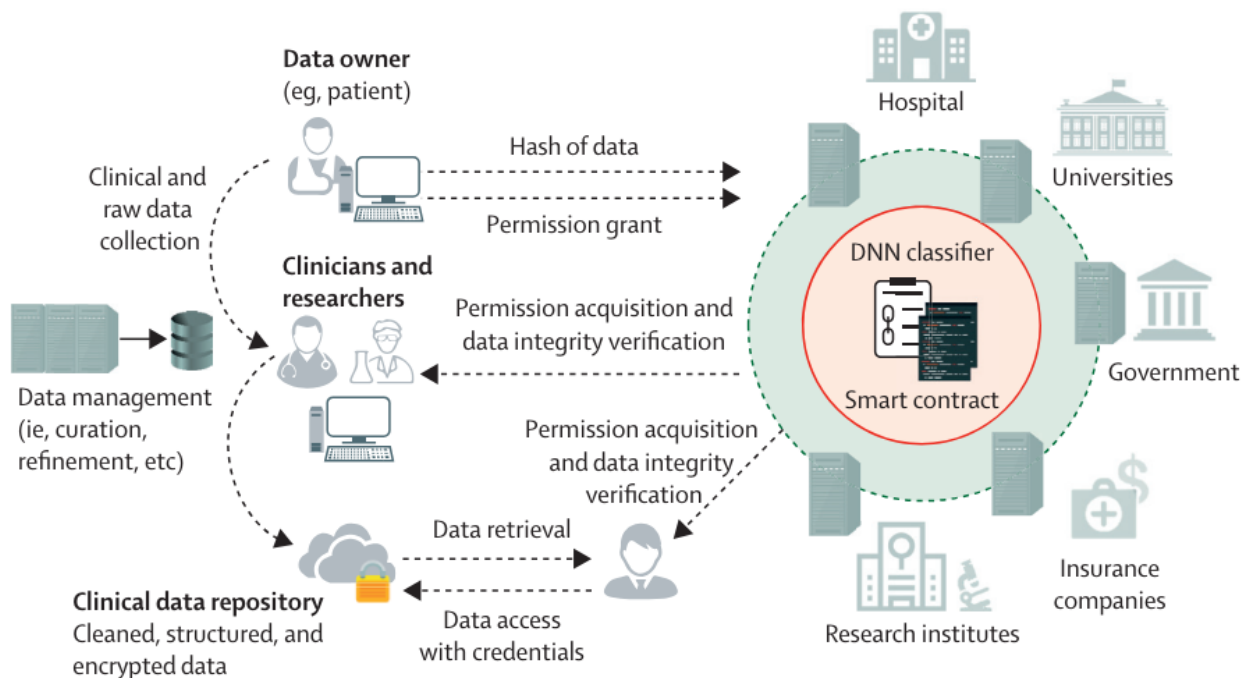 Data owner
(eg, patient)
Hospital
Clinical and
raw data
collection
Hash of data
Permission grant
Universities
DNN classifier
Smart contract
Clinicians and
researchers
Permission acquisition and
data integrity verification
Government
Data management
(ie, curation,
refinement, etc)
Permission acquisition
and data integrity
verification
Data retrieval
Data access
with credentials
Clinical data repository
Cleaned, structured, and
encrypted data
Insurance
companies
Research institutes